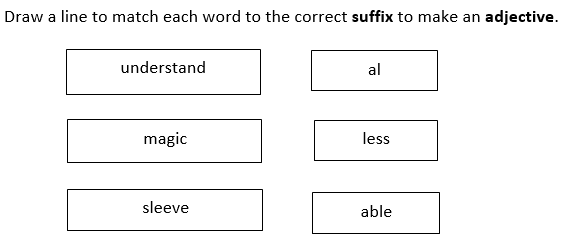 Draw a line to match each word to the correct suffix to make an adjective.
understand al
magic less
sleeve able